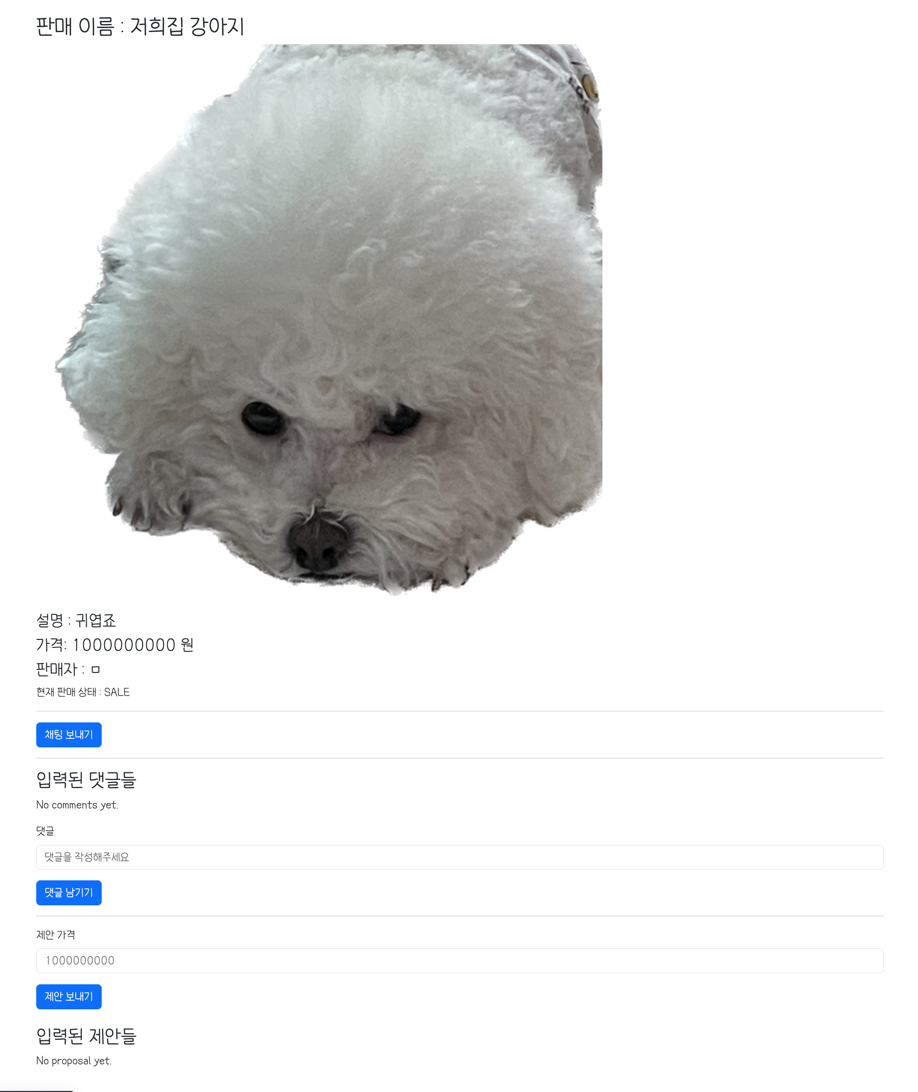 판매 이름 : 저희집 강아지
설명 : 귀엽죠
가격: 1000000000 원
판매자 : ㅁ
현재 판매 상태 : SALE
채팅 보내기
입력된 댓글들
No comments yet.
댓글
댓글을 작성해주세요
댓글 남기기
제안 가격
1000000000
제안 보내기
입력된 제안들
No proposal yet.